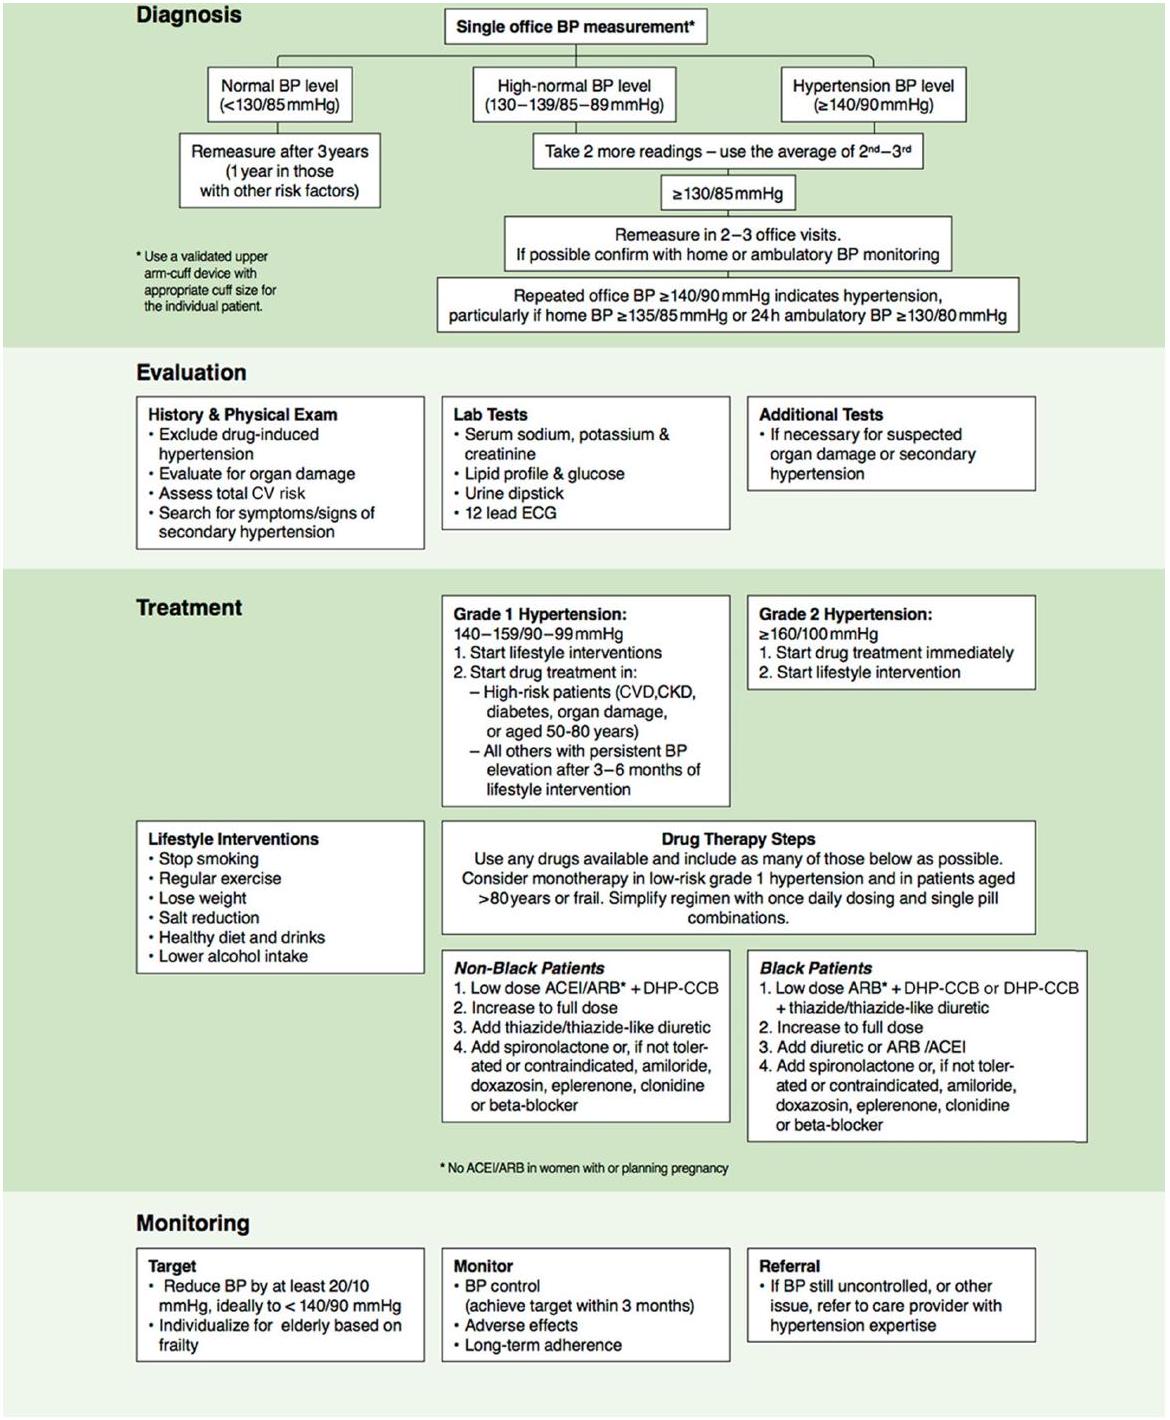 Diagnosis
Single office BP measurement*
Normal BP level
(<130/85 mmHg)
High-normal BP level
(130–139/85–89 mmHg)
Hypertension BP level
(≥140/90 mmHg)
Remeasure after 3 years
(1 year in those
with other risk factors)
Take 2 more readings – use the average of 2nd–3rd
≥130/85 mmHg
Remeasure in 2–3 office visits.
If possible confirm with home or ambulatory BP monitoring
* Use a validated upper
arm-cuff device with
appropriate cuff size for
the individual patient.
Repeated office BP ≥140/90 mmHg indicates hypertension,
particularly if home BP ≥135/85 mmHg or 24h ambulatory BP ≥130/80 mmHg
Evaluation
History & Physical Exam
• Exclude drug-induced
hypertension
• Evaluate for organ damage
• Assess total CV risk
• Search for symptoms/signs of
secondary hypertension
Lab Tests
• Serum sodium, potassium &
creatinine
• Lipid profile & glucose
• Urine dipstick
• 12 lead ECG
Additional Tests
• If necessary for suspected
organ damage or secondary
hypertension
Treatment
Grade 1 Hypertension:
140–159/90–99 mmHg
1. Start lifestyle interventions
2. Start drug treatment in:
– High-risk patients (CVD,CKD,
diabetes, organ damage,
or aged 50-80 years)
– All others with persistent BP
elevation after 3–6 months of
lifestyle intervention
Grade 2 Hypertension:
≥160/100 mmHg
1. Start drug treatment immediately
2. Start lifestyle intervention
Lifestyle Interventions
• Stop smoking
• Regular exercise
• Lose weight
• Salt reduction
• Healthy diet and drinks
• Lower alcohol intake
Drug Therapy Steps
Use any drugs available and include as many of those below as possible.
Consider monotherapy in low-risk grade 1 hypertension and in patients aged
>80 years or frail. Simplify regimen with once daily dosing and single pill
combinations.
Non-Black Patients
1. Low dose ACEI/ARB* + DHP-CCB
2. Increase to full dose
3. Add thiazide/thiazide-like diuretic
4. Add spironolactone or, if not toler-
ated or contraindicated, amiloride,
doxazosin, eplerenone, clonidine
or beta-blocker
Black Patients
1. Low dose ARB* + DHP-CCB or DHP-CCB
+ thiazide/thiazide-like diuretic
2. Increase to full dose
3. Add diuretic or ARB /ACEI
4. Add spironolactone or, if not toler-
ated or contraindicated, amiloride,
doxazosin, eplerenone, clonidine
or beta-blocker
* No ACEI/ARB in women with or planning pregnancy
Monitoring
Target
• Reduce BP by at least 20/10
mmHg, ideally to < 140/90 mmHg
• Individualize for elderly based on
frailty
Monitor
• BP control
(achieve target within 3 months)
• Adverse effects
• Long-term adherence
Referral
• If BP still uncontrolled, or other
issue, refer to care provider with
hypertension expertise